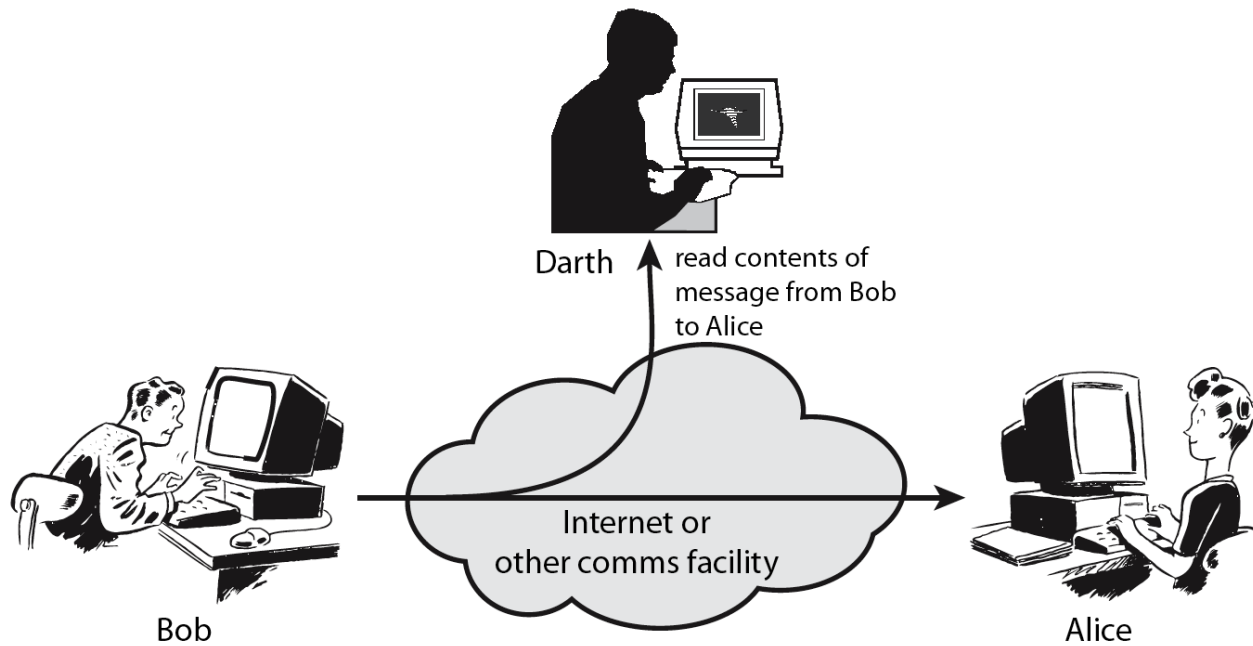 Darth
read contents of
message from Bob
to Alice
Internet or
other comms facility
Bob
Alice